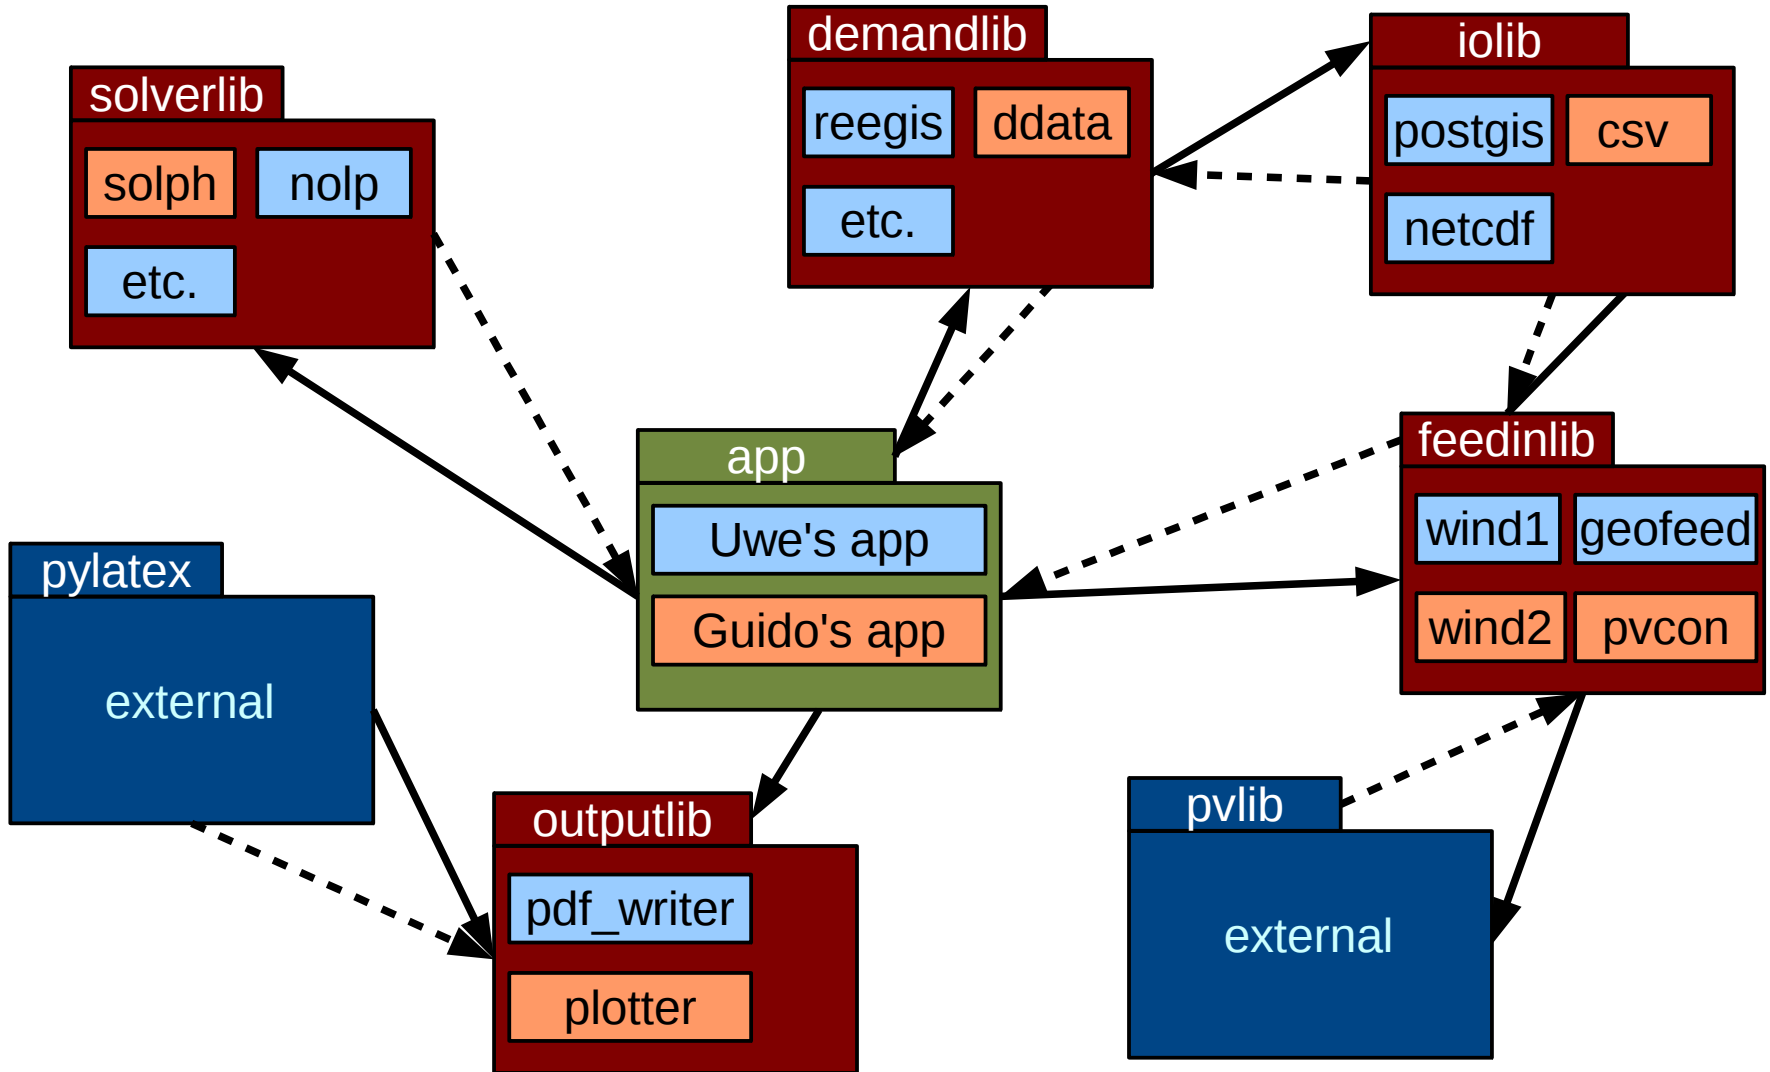 demandlib
reegis
ddata
etc.
iolib
postgis
csv
netcdf
solverlib
solph
nolp
etc.
app
Uwe's app
Guido's app
feedinlib
wind1
geofeed
wind2
pvcon
pylatex
external
outputlib
pdf_writer
plotter
pvlib
external